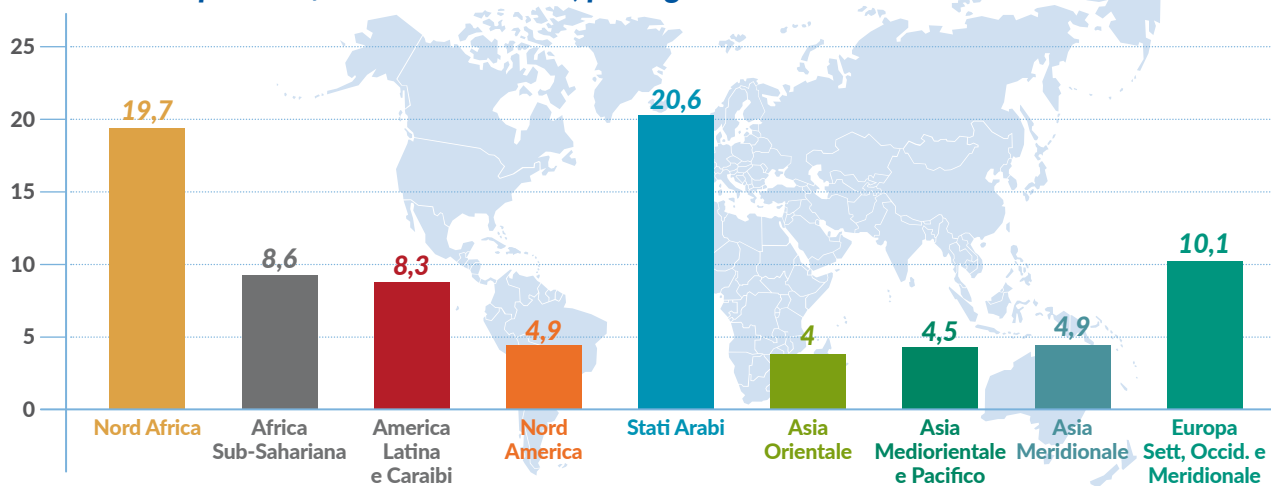 25
20
15
10
5
0
19,7
8,6
8,3
4,9
20,6
4
4,5
4,9
10,1
Nord Africa
Africa
Sub-Sahariana
America
Latina
e Caraibi
Nord
America
Stati Arabi
Asia
Orientale
Asia
Mediorientale
e Pacifico
Asia
Meridionale
Europa
Sett, Occid. e
Meridionale